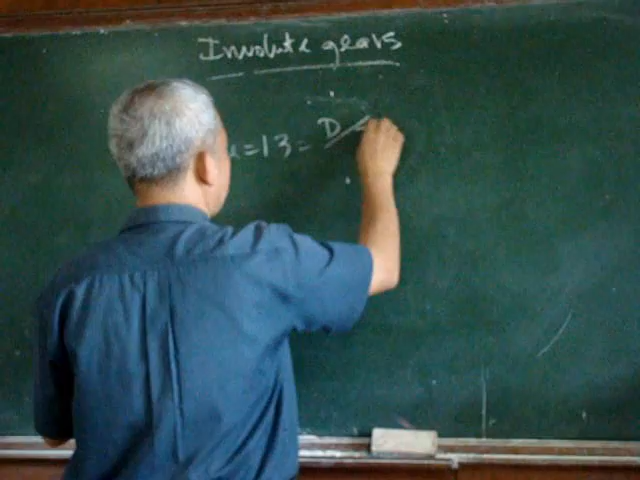 Involute gears
=13= D/